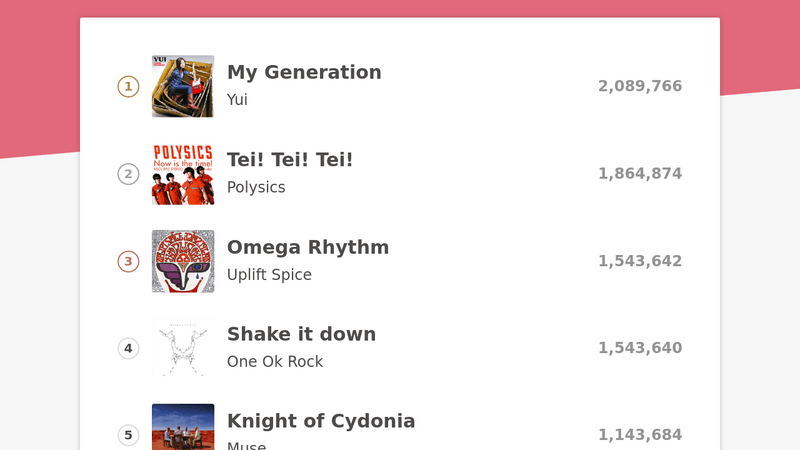 1
YUI
My Generation
Yui
2,089,766
2
POLYSICS
Now is the time!
Tei! Tei! Tei!
Polysics
1,864,874
3
Omega Rhythm
Uplift Spice
1,543,642
4
Shake it down
One Ok Rock
1,543,640
5
Knight of Cydonia
Muse
1,143,684